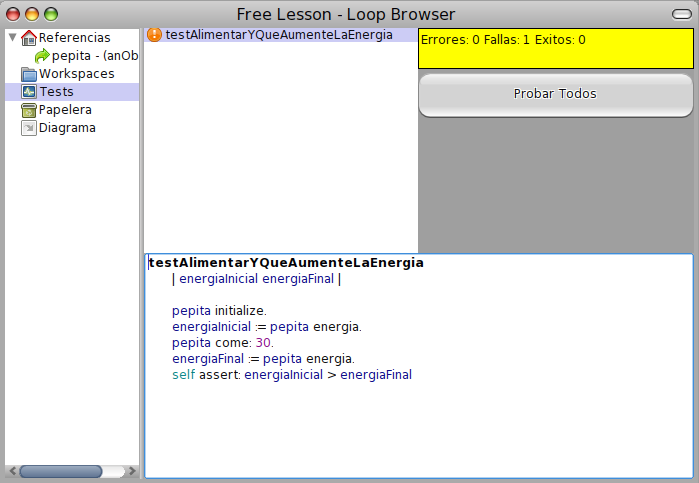 Free Lesson - Loop Browser
Referencias
pepita - (anOb
Workspaces
Tests
Papelera
Diagrama
testAlimentarYQueAumenteLaEnergia
Errores: 0 Fallas: 1 Exitos: 0
Probar Todos
testAlimentarYQueAumenteLaEnergia
| energiaInicial energiaFinal |
pepita initialize.
energiaInicial := pepita energia.
pepita come: 30.
energiaFinal := pepita energia.
self assert: energiaInicial > energiaFinal